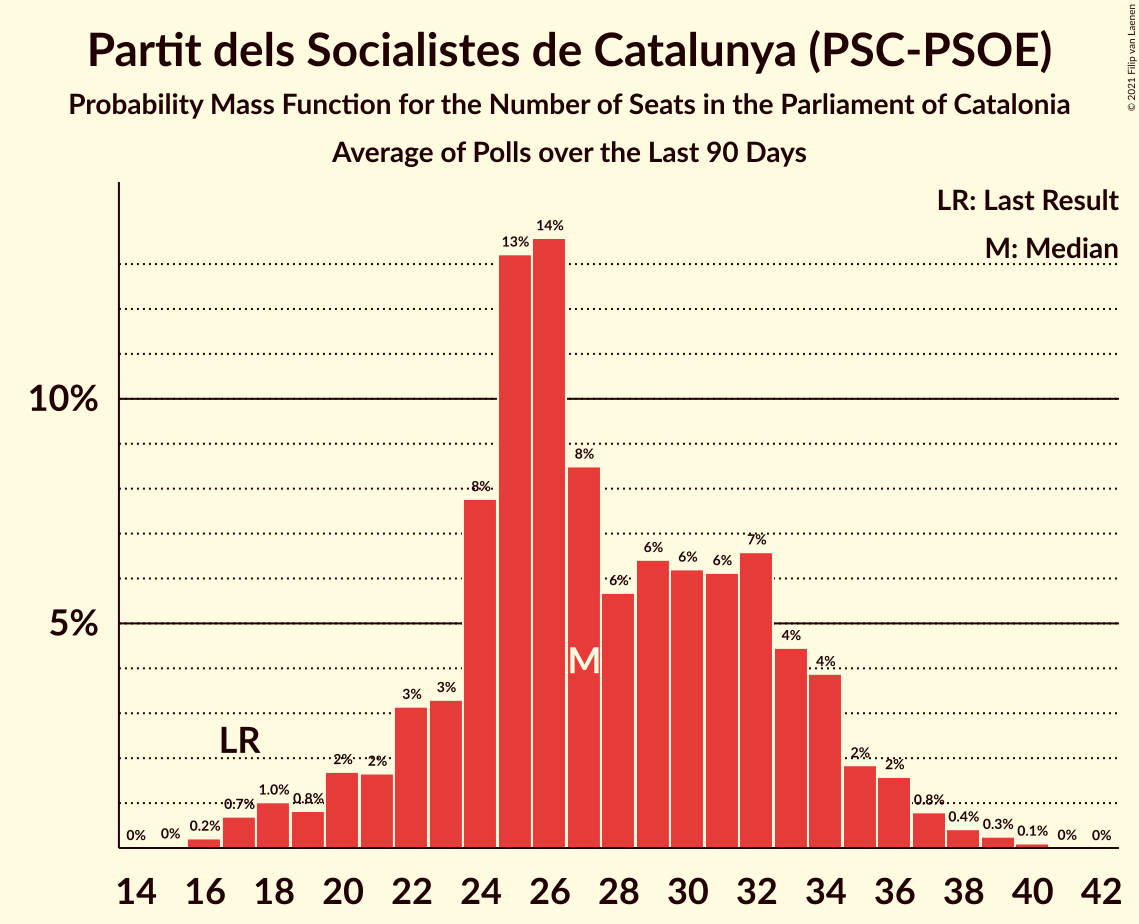 Partit dels Socialistes de Catalunya (PSC-PSOE)
Probability Mass Function for the Number of Seats in the Parliament of Catalonia
Average of Polls over the Last 90 Days
© 2021 Filip van Laenen
LR: Last Result
M: Median
10%
5%
0% 0% 0.2% 0.7% 1.0% 0.8% 2% 2% 3% 3% 8% 13% 14% 8% 6% 6% 6% 6% 7% 4% 4% 2% 2% 0.8% 0.4% 0.3% 0.1% 0% 0%
LR
M
14 16 18 20 22 24 26 28 30 32 34 36 38 40 42